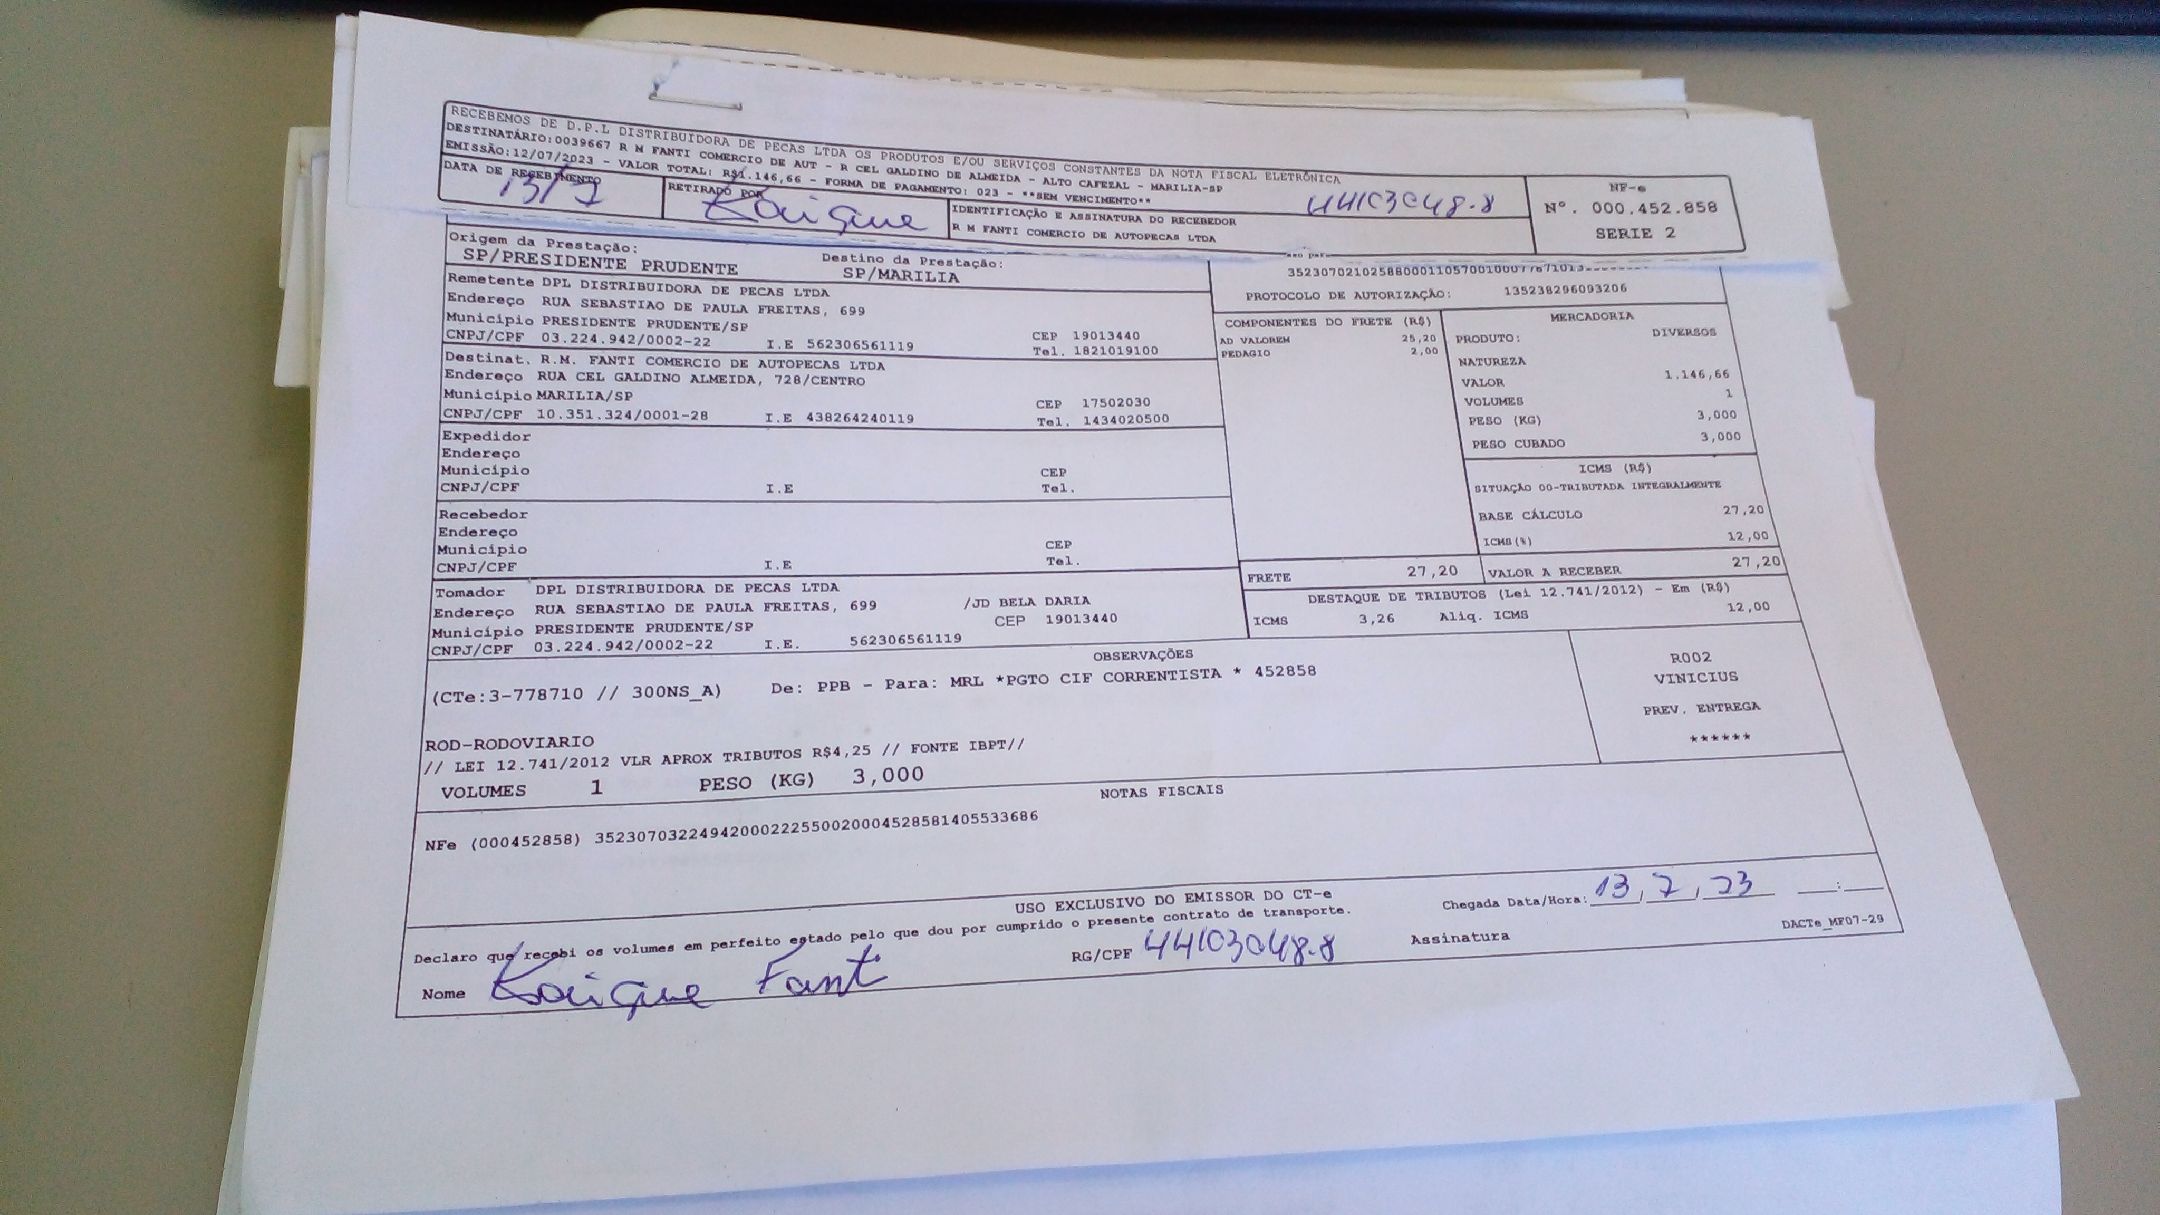 RECEBEMOS DE D.P.L DISTRIBUIDORA DE PECAS LTDA OS PRODUTOS E/OU SERVIÇOS CONSTANTES DA NOTA FISCAL ELETRÔNICA
DESTINATÁRIO:0039667 R M FANTI COMERCIO DE AUT - R CEL GALDINO DE ALMEIDA - ALTO CAFEZAL - MARILIA-SP
EMISSÃO:12/07/2023 - VALOR TOTAL: R$1.146,66 - FORMA DE PAGAMENTO: 023 - **SEM VENCIMENTO**
44103048-8
DATA DE RECEBIMENTO
13/7
RETIRADO POR
Kaique
IDENTIFICAÇÃO E ASSINATURA DO RECEBEDOR
R M FANTI COMERCIO DE AUTOPECAS LTDA
NF-e
Nº. 000.452.858
SERIE 2
Origem da Prestação:
SP/PRESIDENTE PRUDENTE
Destino da Prestação:
SP/MARILIA
PROTOCOLO DE AUTORIZAÇÃO: 135238296093206
Remetente DPL DISTRIBUIDORA DE PECAS LTDA
Endereço RUA SEBASTIAO DE PAULA FREITAS, 699
Município PRESIDENTE PRUDENTE/SP CEP 19013440
CNPJ/CPF 03.224.942/0002-22 I.E 562306561119 Tel. 1821019100
Destinat. R.M. FANTI COMERCIO DE AUTOPECAS LTDA
Endereço RUA CEL GALDINO ALMEIDA, 728/CENTRO
Município MARILIA/SP CEP 17502030
CNPJ/CPF 10.351.324/0001-28 I.E 438264240119 Tel. 1434020500
Expedidor
Endereço
Município CEP
CNPJ/CPF I.E Tel.
Recebedor
Endereço
Município CEP
CNPJ/CPF I.E Tel.
Tomador DPL DISTRIBUIDORA DE PECAS LTDA
Endereço RUA SEBASTIAO DE PAULA FREITAS, 699 /JD BELA DARIA
Município PRESIDENTE PRUDENTE/SP CEP 19013440
CNPJ/CPF 03.224.942/0002-22 I.E. 562306561119
COMPONENTES DO FRETE (R$)
AD VALOREM 25,20
PEDAGIO 2,00
MERCADORIA
PRODUTO: DIVERSOS
NATUREZA
VALOR 1.146,66
VOLUMES 1
PESO (KG) 3,000
PESO CUBADO 3,000
ICMS (R$)
SITUAÇÃO 00-TRIBUTADA INTEGRALMENTE
BASE CÁLCULO 27,20
ICMS(%) 12,00
FRETE 27,20 VALOR A RECEBER 27,20
DESTAQUE DE TRIBUTOS (Lei 12.741/2012) - Em (R$)
ICMS 3,26 Aliq. ICMS 12,00
OBSERVAÇÕES
(CTe:3-778710 // 300NS_A) De: PPB - Para: MRL *PGTO CIF CORRENTISTA * 452858
ROD-RODOVIARIO
// LEI 12.741/2012 VLR APROX TRIBUTOS R$4,25 // FONTE IBPT//
VOLUMES 1 PESO (KG) 3,000
R002
VINICIUS
PREV. ENTREGA
******
NOTAS FISCAIS
NFe (000452858) 35230703224942000222550020004528581405533686
USO EXCLUSIVO DO EMISSOR DO CT-e
Declaro que recebi os volumes em perfeito estado pelo que dou por cumprido o presente contrato de transporte.
Chegada Data/Hora: 13/7/23 __:__
Nome Kaique Fanti
RG/CPF 44103048-8
Assinatura
DACTe_MF07-29